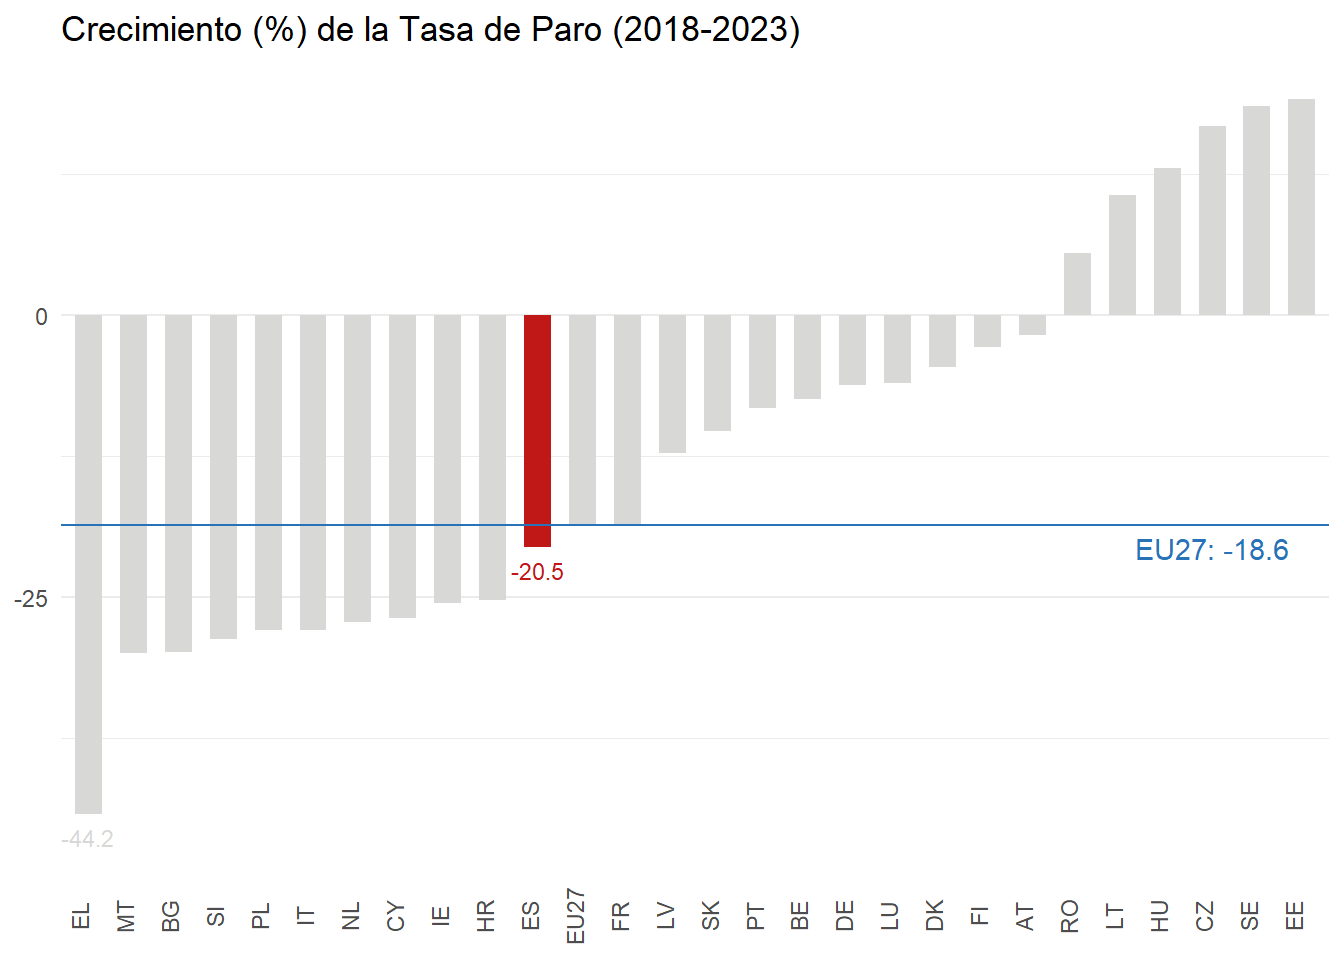 Crecimiento (%) de la Tasa de Paro (2018-2023)
0
EU27: -18.6
-20.5
-25
-44.2
EL MT BG SI PL IT NL CY IE HR ES EU27 FR LV SK PT BE DE LU DK FI AT RO LT HU CZ SE EE